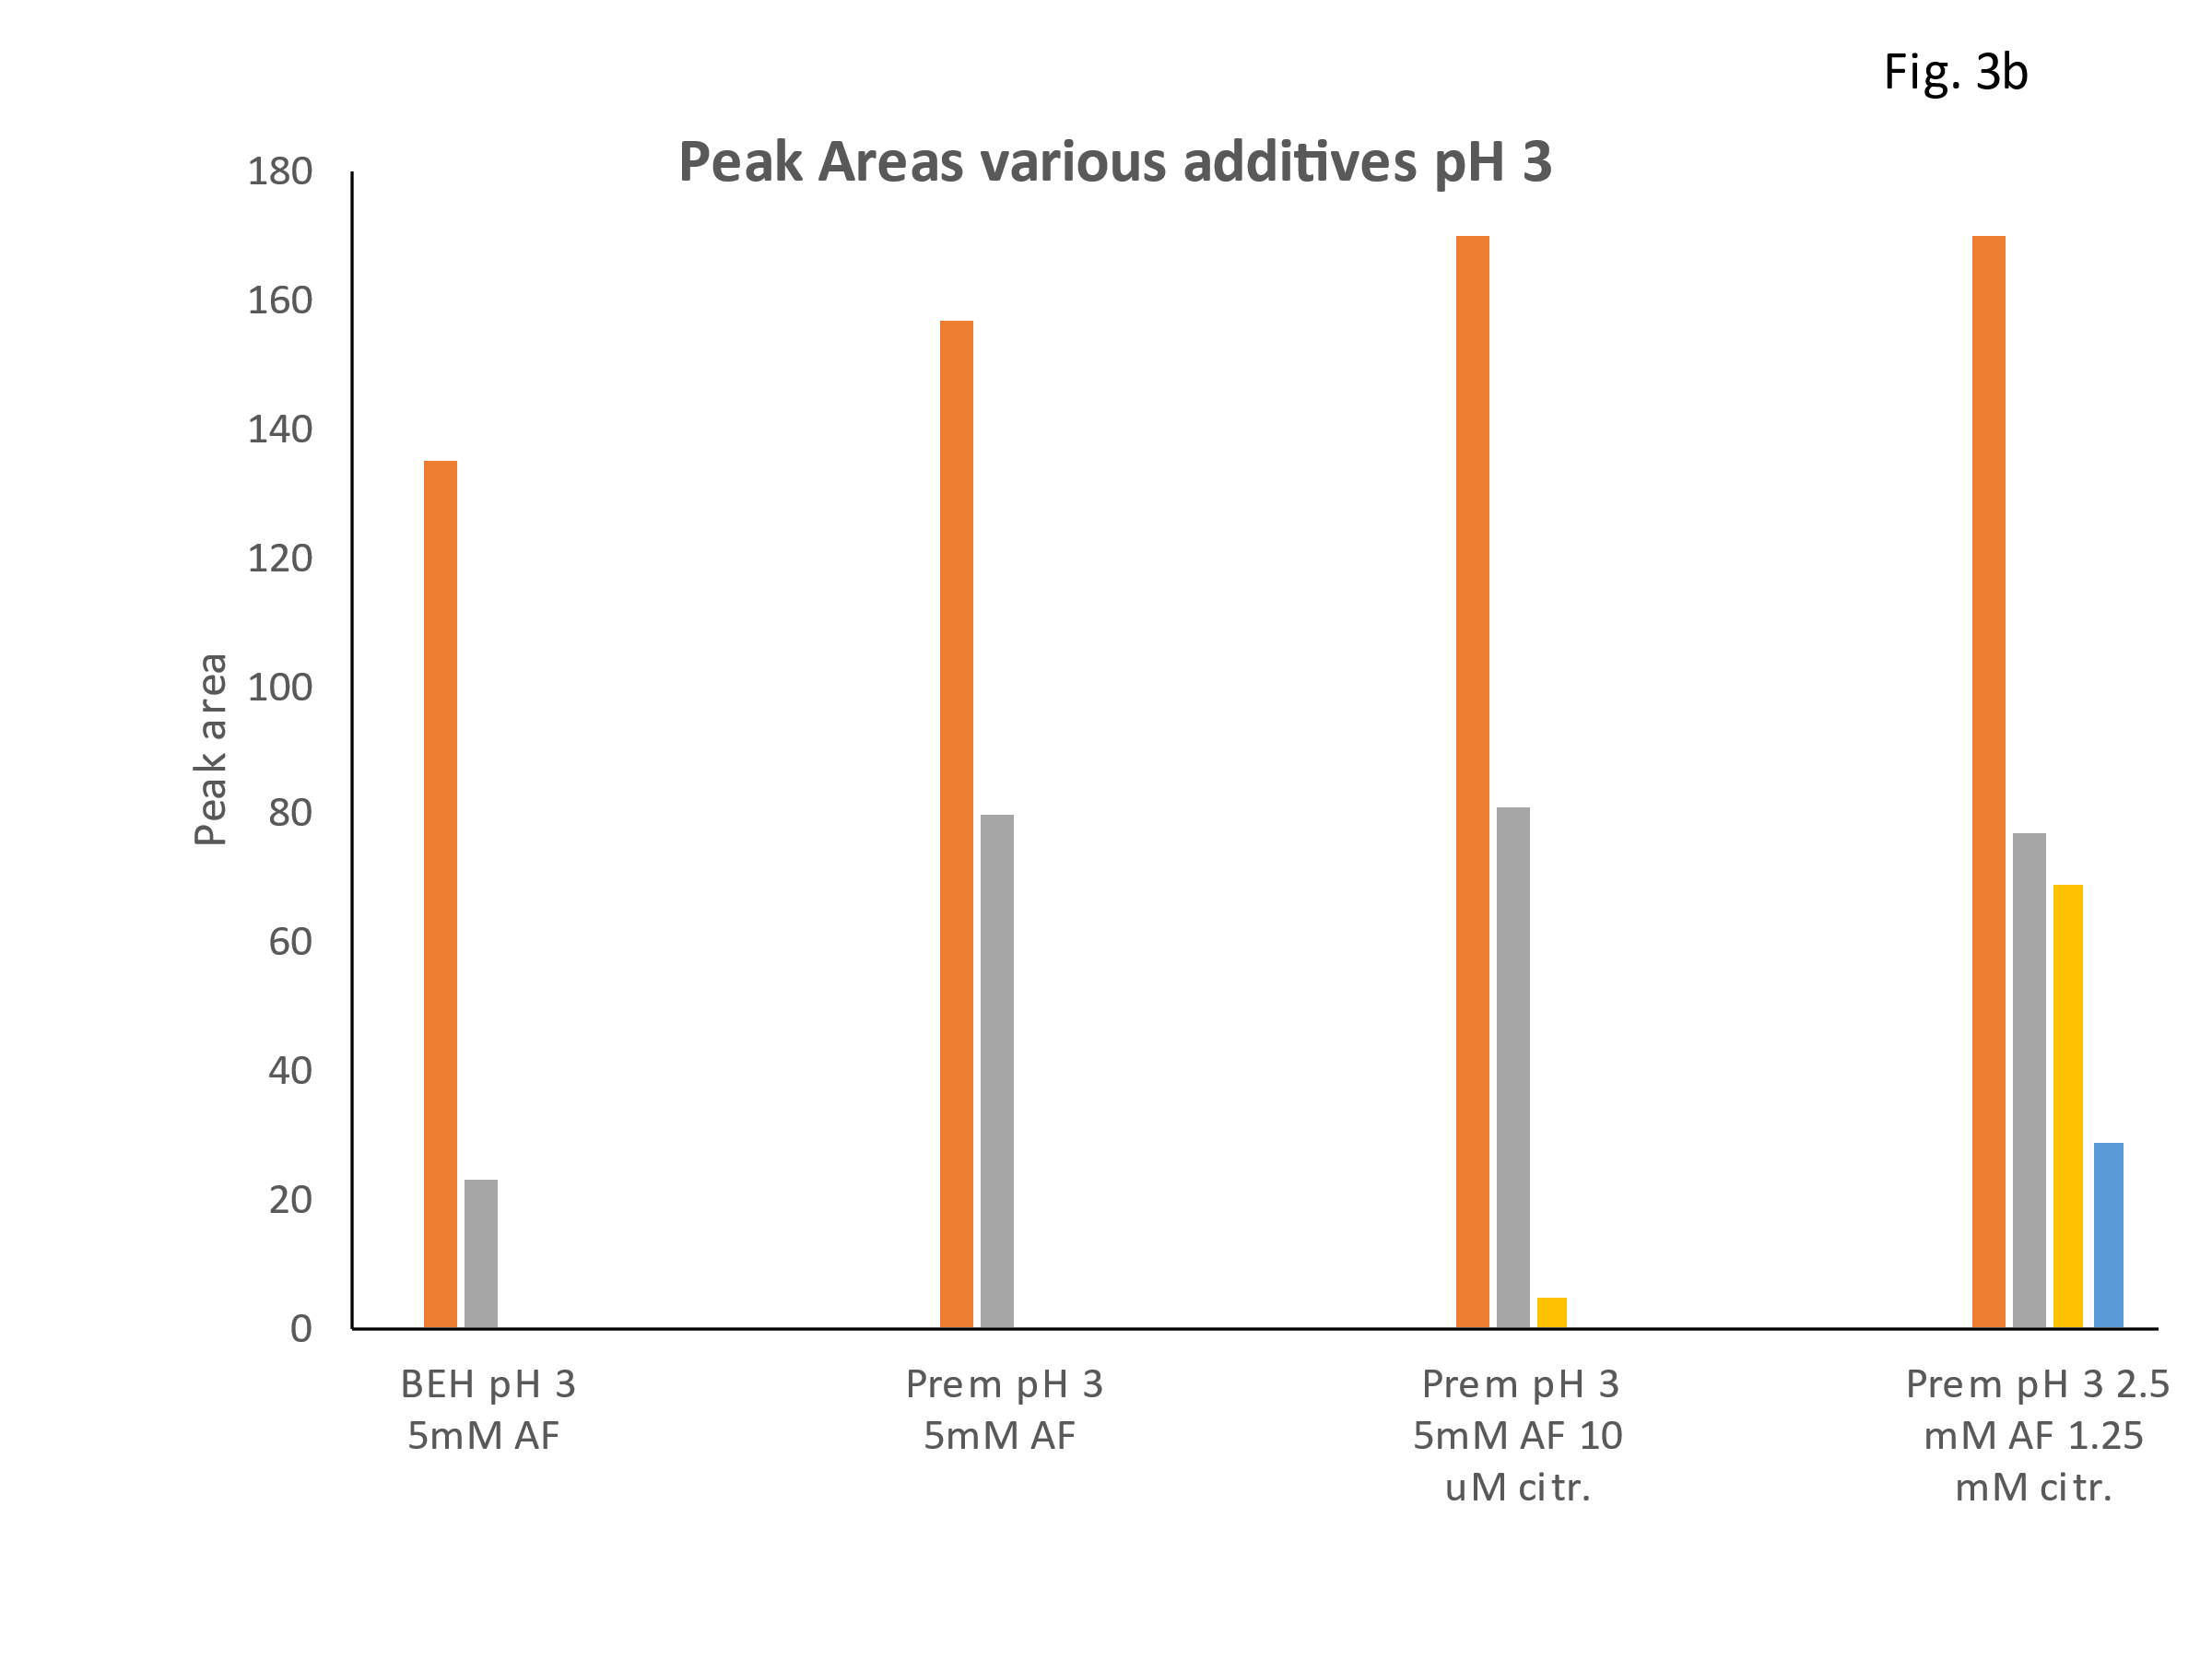 Fig. 3b
Peak Areas various additives pH 3
180
160
140
120
100
80
60
40
20
0
Peak area
BEH pH 3
5mM AF
Prem pH 3
5mM AF
Prem pH 3
5mM AF 10
uM citr.
Prem pH 3 2.5
mM AF 1.25
mM citr.